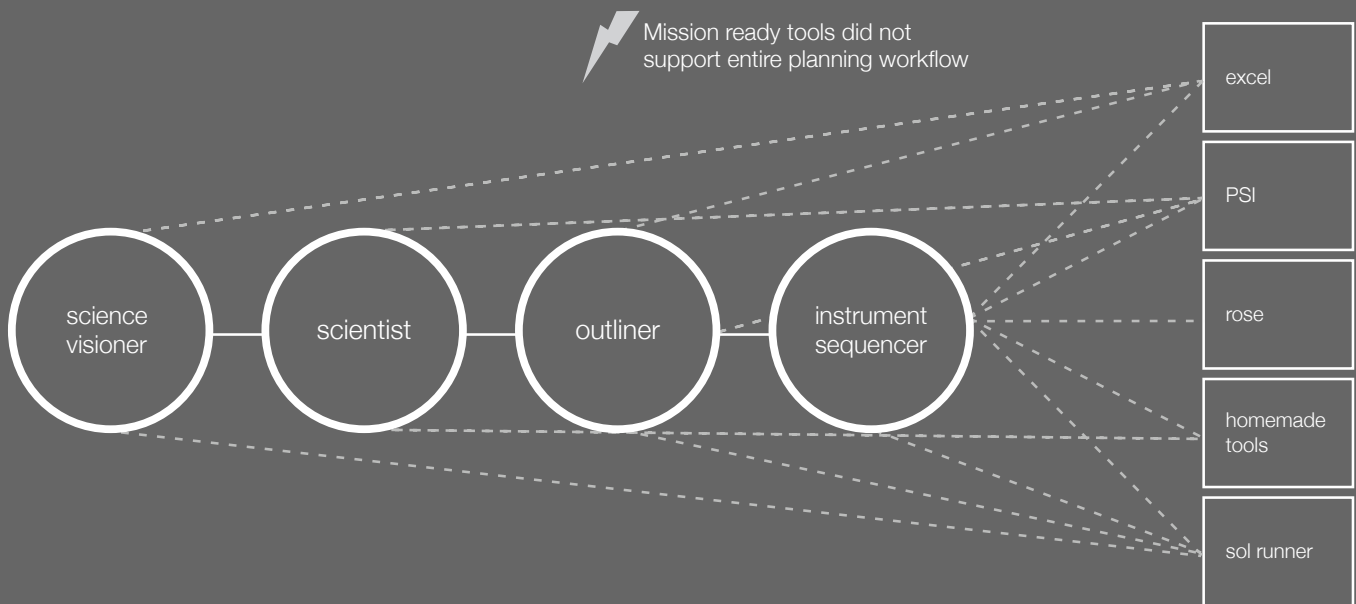 Mission ready tools did not
support entire planning workflow
science
visioner
scientist
outliner
instrument
sequencer
excel
PSI
rose
homemade
tools
sol runner